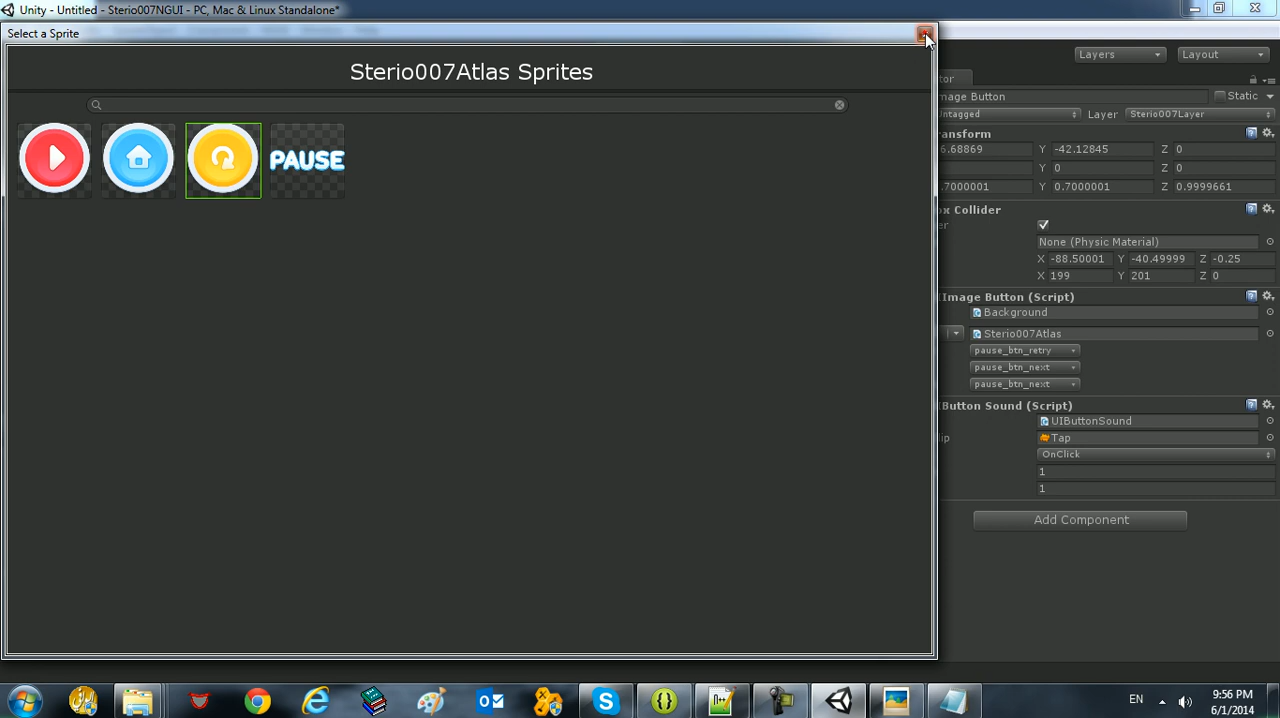 Unity - Untitled - Sterio007NGUI - PC, Mac & Linux Standalone*
Select a Sprite
Sterio007Atlas Sprites
PAUSE
Layers
Layout
tor
mage Button
Static
Untagged
Layer
Sterio007Layer
ransform
6.68869 Y -42.12845 Z 0
Y 0 Z 0
.7000001 Y 0.7000001 Z 0.9999661
ox Collider
er
None (Physic Material)
X -88.50001 Y -40.49999 Z -0.25
X 199 Y 201 Z 0
UIImage Button (Script)
Background
Sterio007Atlas
pause_btn_retry
pause_btn_next
pause_btn_next
UIButton Sound (Script)
UIButtonSound
lip
Tap
OnClick
1
1
Add Component
EN
9:56 PM
6/1/2014